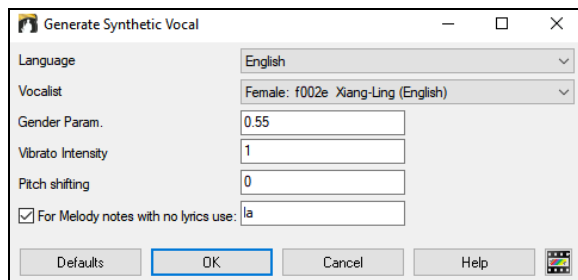 Generate Synthetic Vocal
Language English
Vocalist Female: f002e Xiang-Ling (English)
Gender Param. 0.55
Vibrato Intensity 1
Pitch shifting 0
For Melody notes with no lyrics use: la
Defaults OK Cancel Help